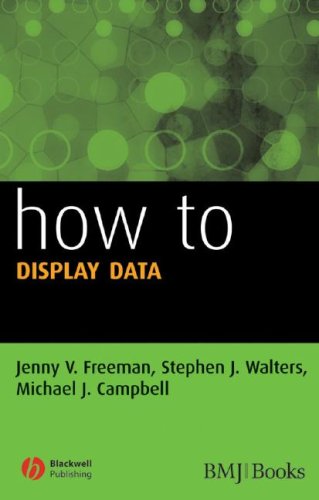 how to
DISPLAY DATA
Jenny V. Freeman, Stephen J. Walters,
Michael J. Campbell
Blackwell
Publishing
BMJ|Books